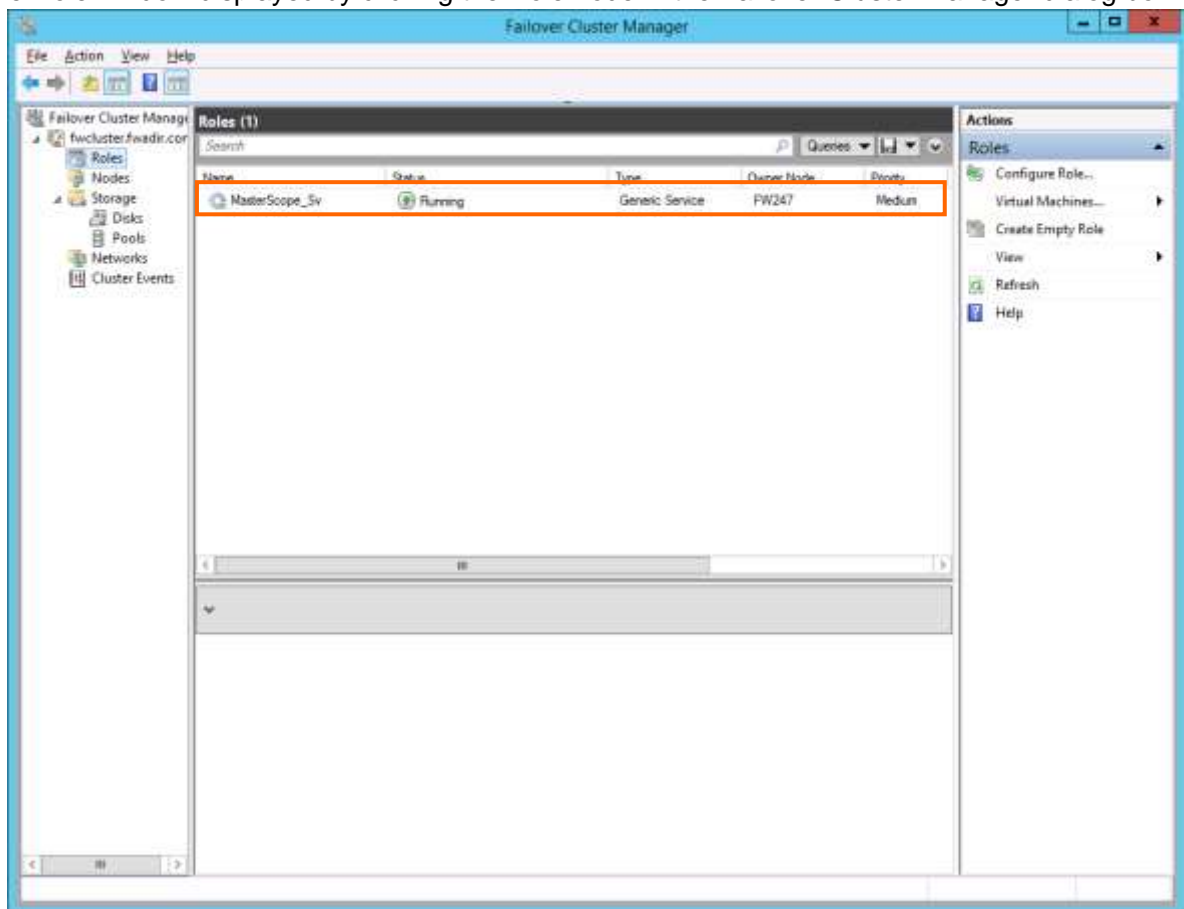 Failover Cluster Manager
File Action View Help
Failover Cluster Manag
fwcluster.fwadir.cor
Roles
Nodes
Storage
Disks
Pools
Networks
Cluster Events
Roles (1)
Search Queries
Name Status Type Owner Node Priority
MasterScope_Sv Running Generic Service FW247 Medium
Actions
Roles
Configure Role...
Virtual Machines...
Create Empty Role
View
Refresh
Help